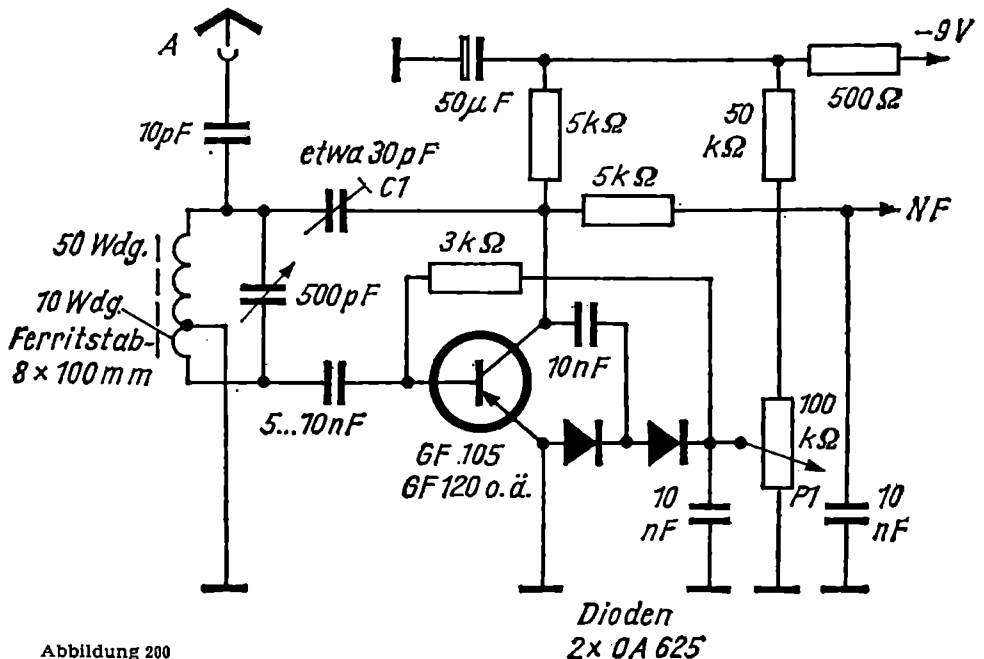 A
-9V
50µF
500Ω
5kΩ
50
kΩ
10pF
etwa 30pF
C1
5kΩ
NF
50 Wdg.
3kΩ
500pF
10 Wdg.
Ferritstab-
8 × 100mm
10nF
5...10nF
100
kΩ
P1
GF 105
GF 120 o.ä.
10
nF
10
nF
Dioden
2× OA 625
Abbildung 200